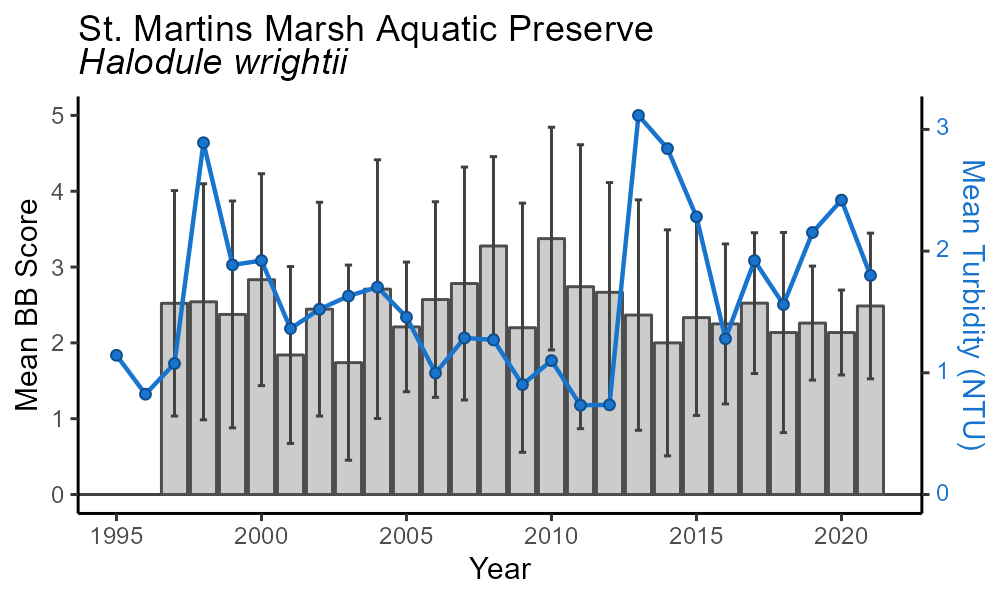 St. Martins Marsh Aquatic Preserve
Halodule wrightii
5
4
3
2
1
0
Mean BB Score
3
2
1
0
Mean Turbidity (NTU)
1995 2000 2005 2010 2015 2020
Year